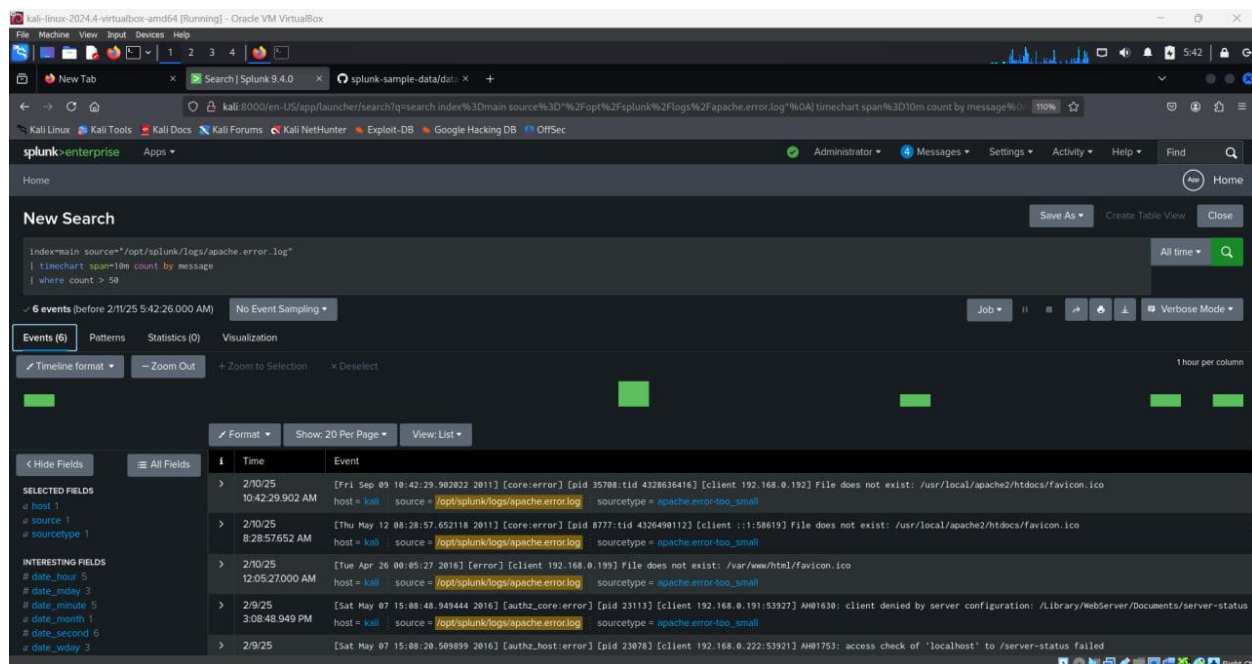 kali-linux-2024.4-virtualbox-amd64 [Running] - Oracle VM VirtualBox
File Machine View Input Devices Help
1 2 3 4 5:42
New Tab × Search | Splunk 9.4.0 × splunk-sample-data/data × +
kali:8000/en-US/app/launcher/search?q=search index%3Dmain source%3D"%2Fopt%2Fsplunk%2Flogs%2Fapache.error.log"%0A| timechart span%3D10m count by message%0 110%
Kali Linux Kali Tools Kali Docs Kali Forums Kali NetHunter Exploit-DB Google Hacking DB OffSec
splunk>enterprise Apps Administrator 4 Messages Settings Activity Help Find
Home App Home
New Search Save As Create Table View Close
index=main source="/opt/splunk/logs/apache.error.log" All time
| timechart span=10m count by message
| where count > 50
6 events (before 2/11/25 5:42:26.000 AM) No Event Sampling Job Verbose Mode
Events (6) Patterns Statistics (0) Visualization
Timeline format — Zoom Out + Zoom to Selection × Deselect 1 hour per column
Format Show: 20 Per Page View: List
< Hide Fields All Fields i Time Event
SELECTED FIELDS
a host 1
a source 1
a sourcetype 1
INTERESTING FIELDS
# date_hour 5
# date_mday 3
# date_minute 5
a date_month 1
# date_second 6
a date_wday 3
> 2/10/25 10:42:29.902 AM [Fri Sep 09 10:42:29.902022 2011] [core:error] [pid 35708:tid 4328636416] [client 192.168.0.192] File does not exist: /usr/local/apache2/htdocs/favicon.ico
host = kali source = /opt/splunk/logs/apache.error.log sourcetype = apache.error-too_small
> 2/10/25 8:28:57.652 AM [Thu May 12 08:28:57.652118 2011] [core:error] [pid 8777:tid 4326490112] [client ::1:58619] File does not exist: /usr/local/apache2/htdocs/favicon.ico
host = kali source = /opt/splunk/logs/apache.error.log sourcetype = apache.error-too_small
> 2/10/25 12:05:27.000 AM [Tue Apr 26 00:05:27 2016] [error] [client 192.168.0.199] File does not exist: /var/www/html/favicon.ico
host = kali source = /opt/splunk/logs/apache.error.log sourcetype = apache.error-too_small
> 2/9/25 3:08:48.949 PM [Sat May 07 15:08:48.949444 2016] [authz_core:error] [pid 23113] [client 192.168.0.191:53927] AH01630: client denied by server configuration: /Library/WebServer/Documents/server-status
host = kali source = /opt/splunk/logs/apache.error.log sourcetype = apache.error-too_small
> 2/9/25 [Sat May 07 15:08:20.509899 2016] [authz_host:error] [pid 23078] [client 192.168.0.222:53921] AH01753: access check of 'localhost' to /server-status failed